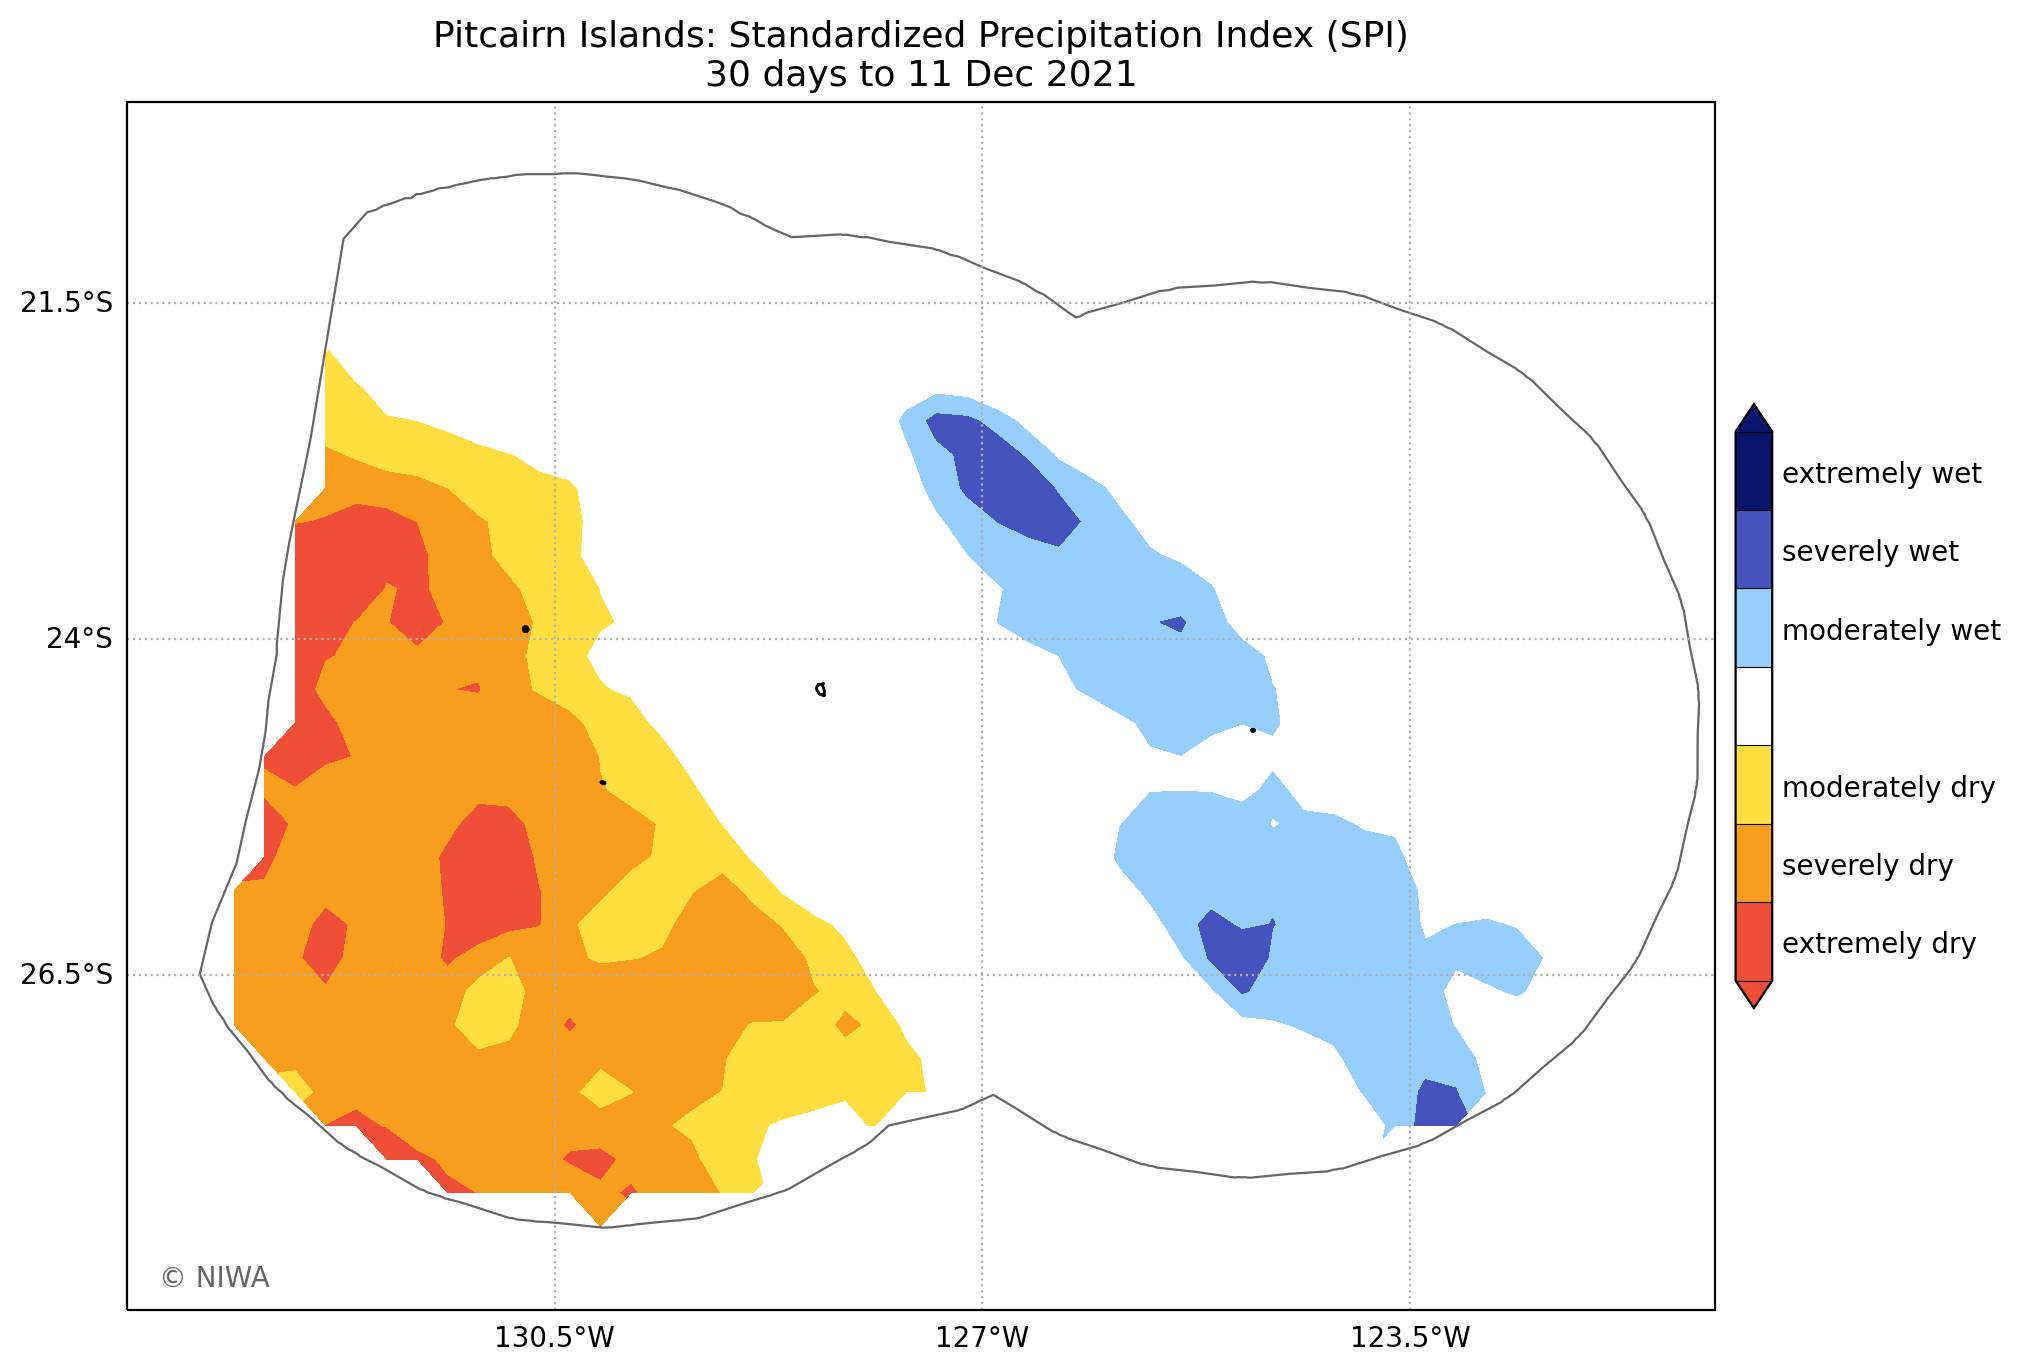 Pitcairn Islands: Standardized Precipitation Index (SPI)
30 days to 11 Dec 2021
21.5°S
24°S
26.5°S
130.5°W
127°W
123.5°W
extremely wet
severely wet
moderately wet
moderately dry
severely dry
extremely dry
© NIWA